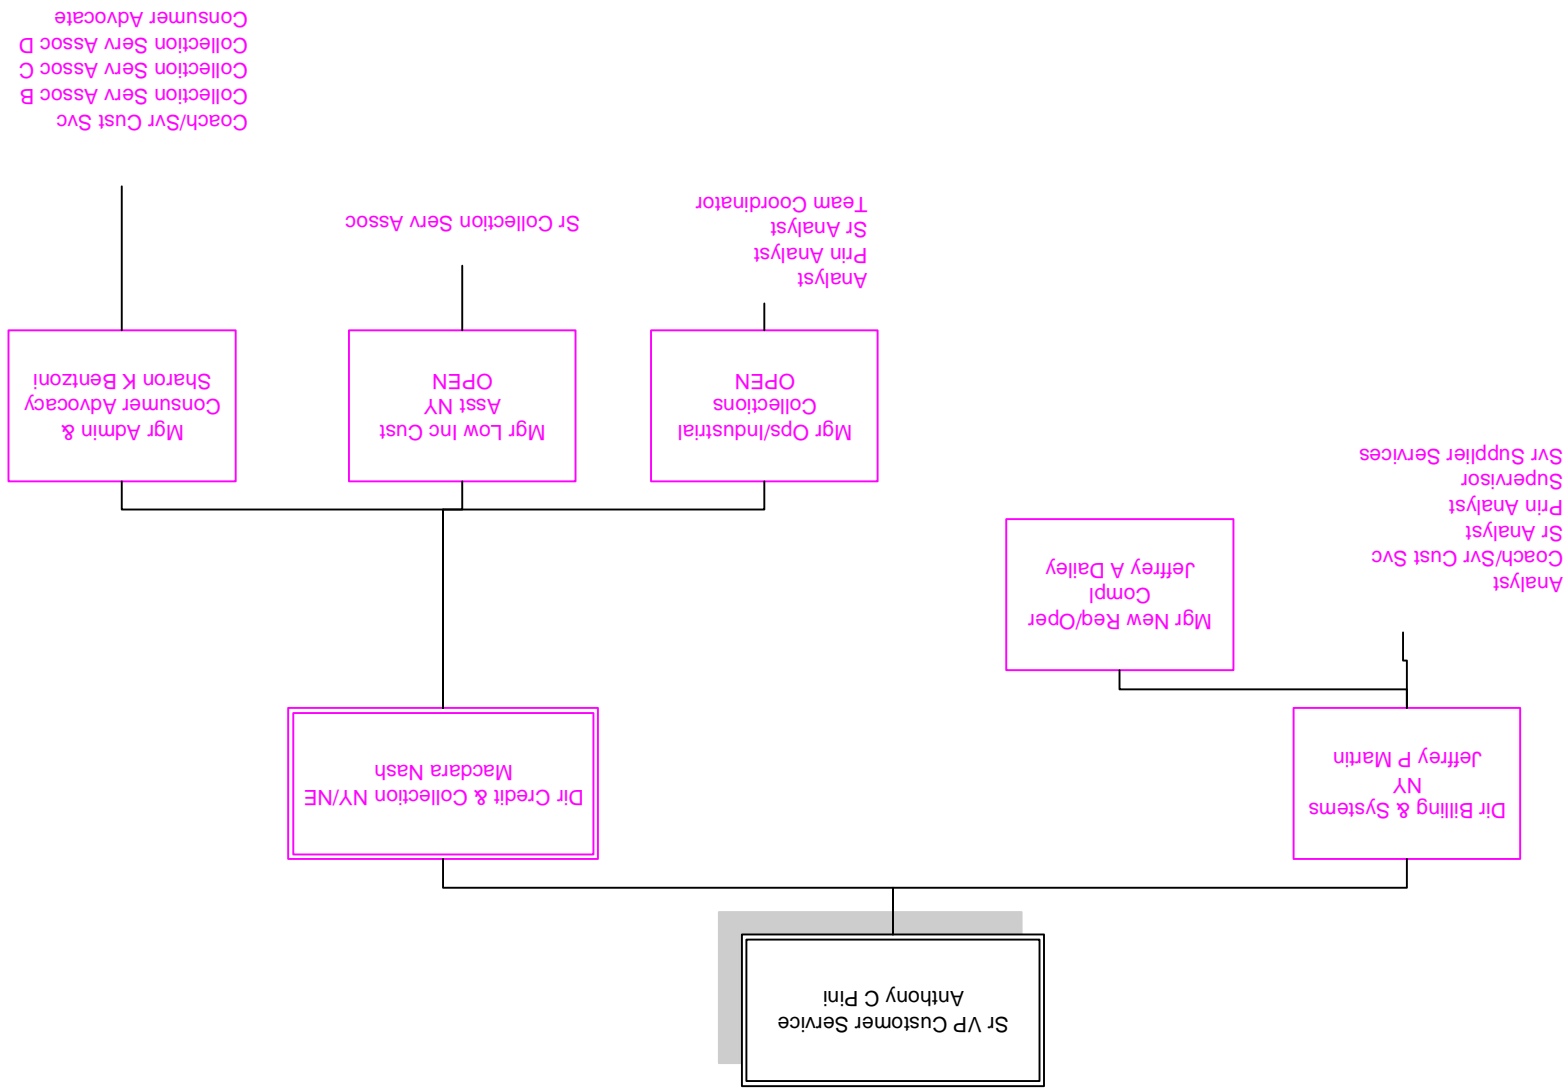 Sr VP Customer Service
Anthony C Pini
Dir Billing & Systems
NY
Jeffrey P Martin
Dir Credit & Collection NY/NE
Macdara Nash
Analyst
Coach/Svr Cust Svc
Sr Analyst
Prin Analyst
Supervisor
Svr Supplier Services
Mgr New Req/Oper
Compl
Jeffrey A Dailey
Mgr Ops/Industrial
Collections
OPEN
Mgr Low Inc Cust
Asst NY
OPEN
Mgr Admin &
Consumer Advocacy
Sharon K Bentzoni
Analyst
Prin Analyst
Sr Analyst
Team Coordinator
Sr Collection Serv Assoc
Coach/Svr Cust Svc
Collection Serv Assoc B
Collection Serv Assoc C
Collection Serv Assoc D
Consumer Advocate